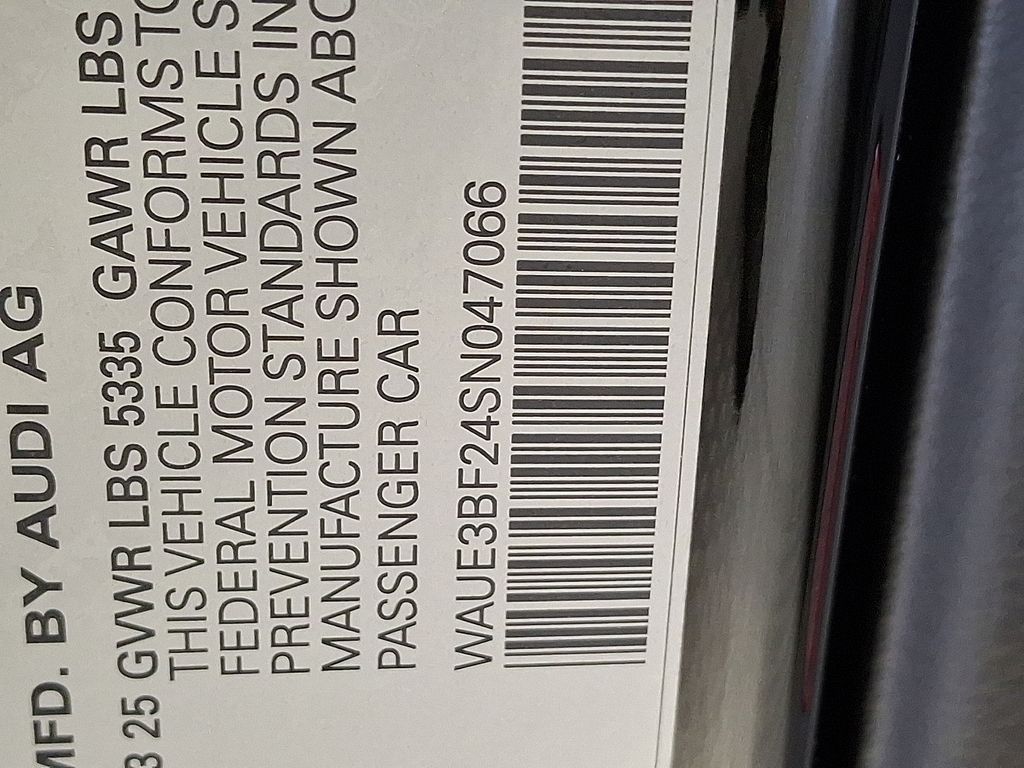 MFD. BY AUDI AG
3 25 GVWR LBS 5335 GAWR LBS
THIS VEHICLE CONFORMS TO
FEDERAL MOTOR VEHICLE S
PREVENTION STANDARDS IN
MANUFACTURE SHOWN ABO
PASSENGER CAR
WAUE3BF24SN047066